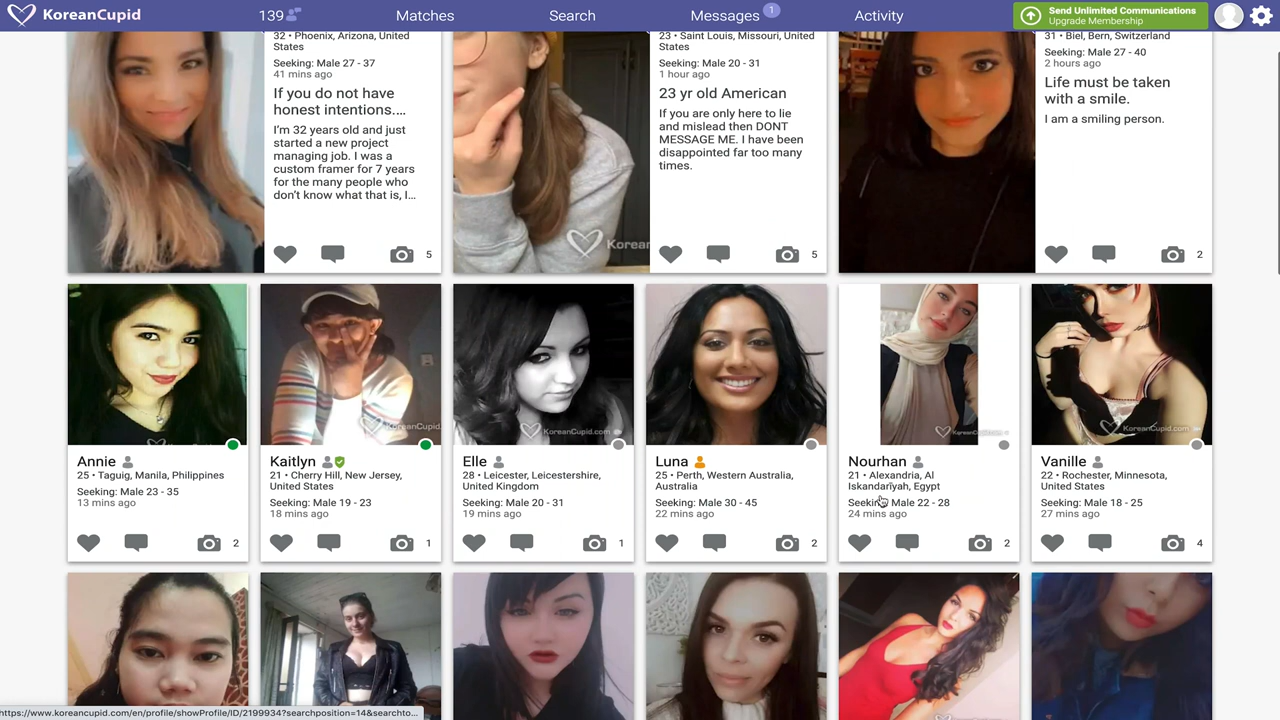 KoreanCupid
139
Matches
Search
Messages
1
Activity
Send Unlimited Communications
Upgrade Membership
32 • Phoenix, Arizona, United
States
Seeking: Male 27 - 37
41 mins ago
If you do not have
honest intentions....
I'm 32 years old and just
started a new project
managing job. I was a
custom framer for 7 years
for the many people who
don't know what that is, I...
5
23 • Saint Louis, Missouri, United
States
Seeking: Male 20 - 31
1 hour ago
23 yr old American
If you are only here to lie
and mislead then DONT
MESSAGE ME. I have been
disappointed far too many
times.
Korean
5
31 • Biel, Bern, Switzerland
Seeking: Male 27 - 40
2 hours ago
Life must be taken
with a smile.
I am a smiling person.
2
Annie
25 • Taguig, Manila, Philippines
Seeking: Male 23 - 35
13 mins ago
2
KoreanCupid.
Kaitlyn
21 • Cherry Hill, New Jersey,
United States
Seeking: Male 19 - 23
18 mins ago
1
KoreanCupid.com
Elle
28 • Leicester, Leicestershire,
United Kingdom
Seeking: Male 20 - 31
19 mins ago
1
Luna
25 • Perth, Western Australia,
Australia
Seeking: Male 30 - 45
22 mins ago
2
Nourhan
21 • Alexandria, Al
Iskandarīyah, Egypt
Seeking: Male 22 - 28
24 mins ago
2
KoreanCupid.com
Vanille
22 • Rochester, Minnesota,
United States
Seeking: Male 18 - 25
27 mins ago
4
https://www.koreancupid.com/en/profile/showProfile/ID/2199934?searchposition=14&searchto...